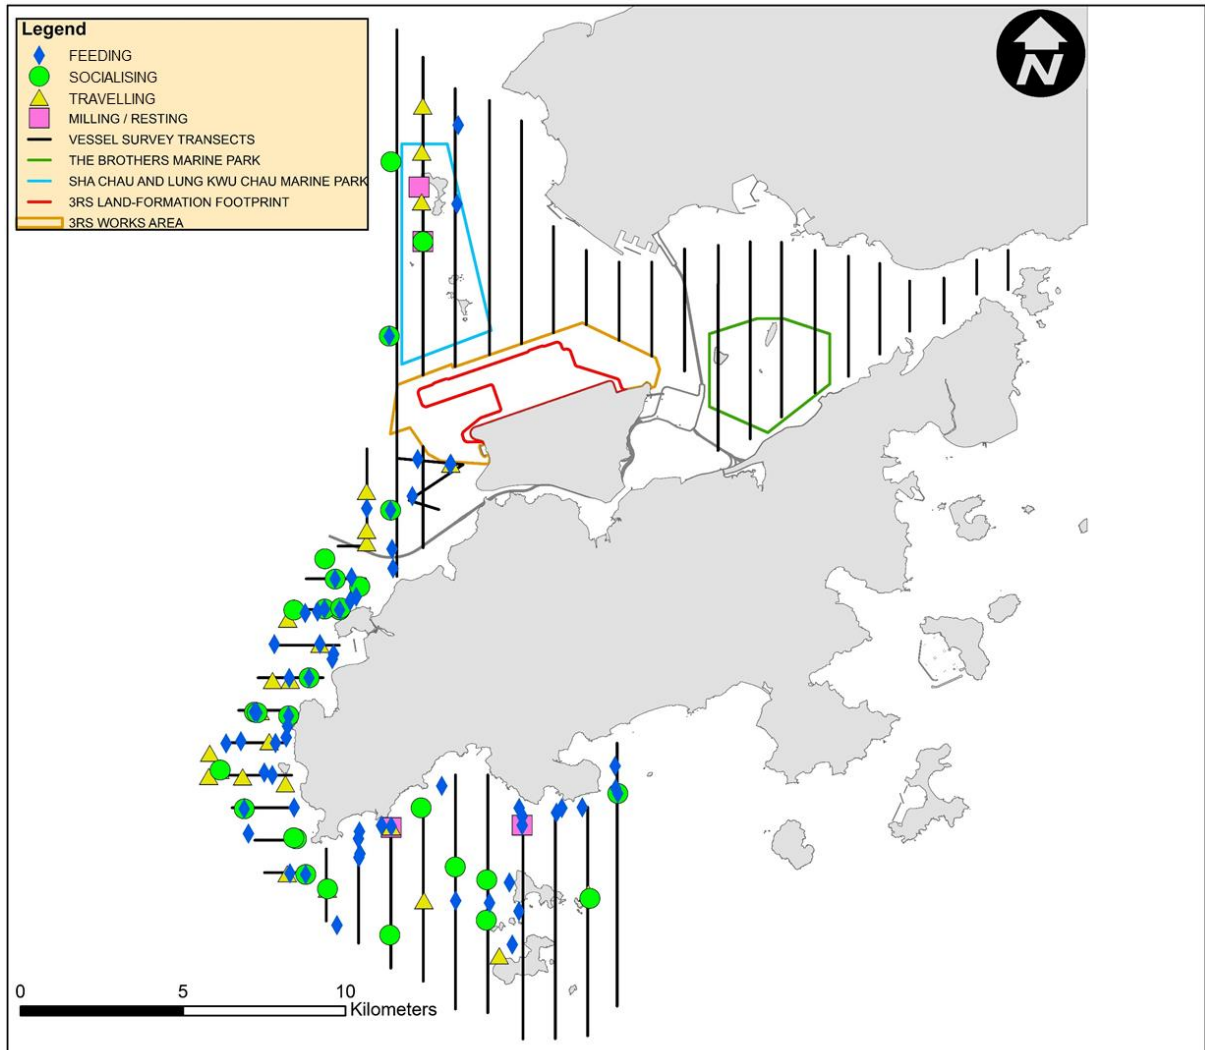 Legend
FEEDING
SOCIALISING
TRAVELLING
MILLING / RESTING
VESSEL SURVEY TRANSECTS
THE BROTHERS MARINE PARK
SHA CHAU AND LUNG KWU CHAU MARINE PARK
3RS LAND-FORMATION FOOTPRINT
3RS WORKS AREA
N
0 5 10
Kilometers